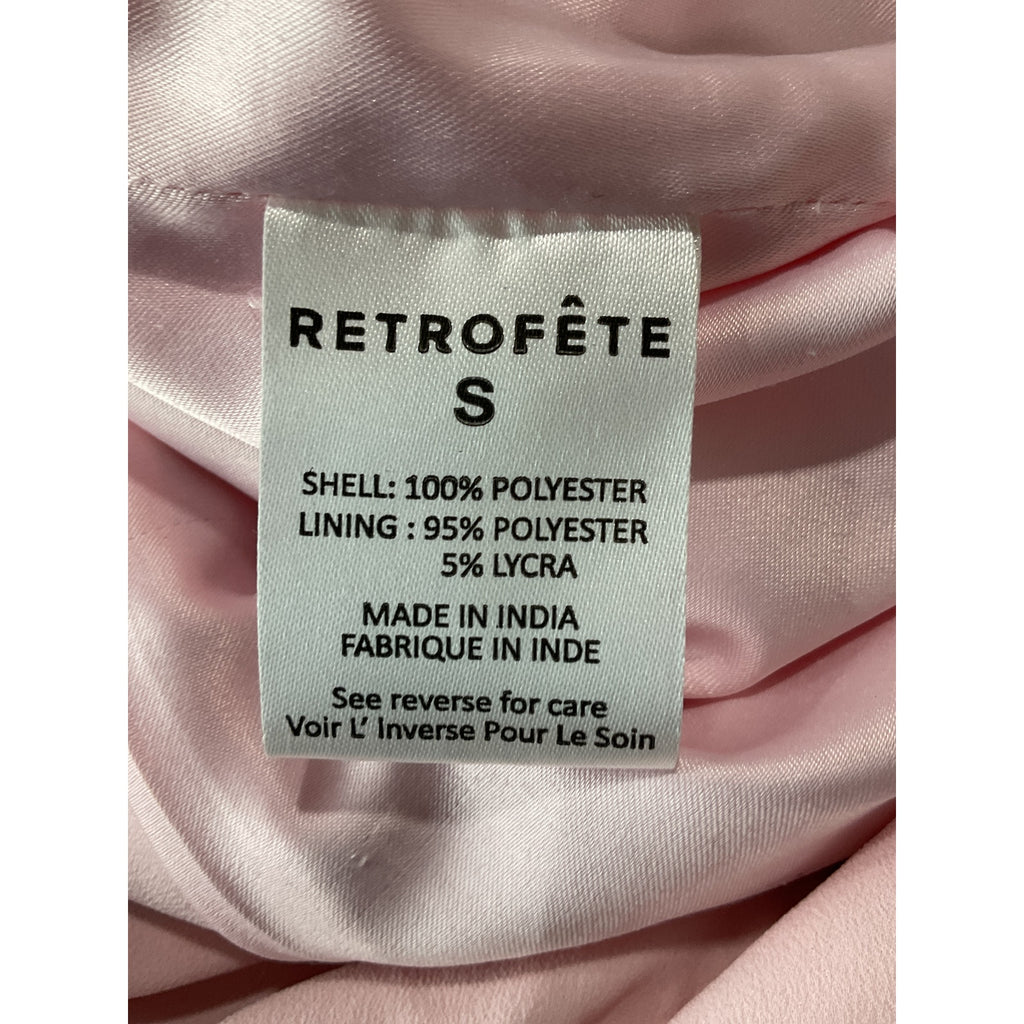 RETROFÊTE
S
SHELL: 100% POLYESTER
LINING : 95% POLYESTER
5% LYCRA
MADE IN INDIA
FABRIQUE IN INDE
See reverse for care
Voir L' Inverse Pour Le Soin